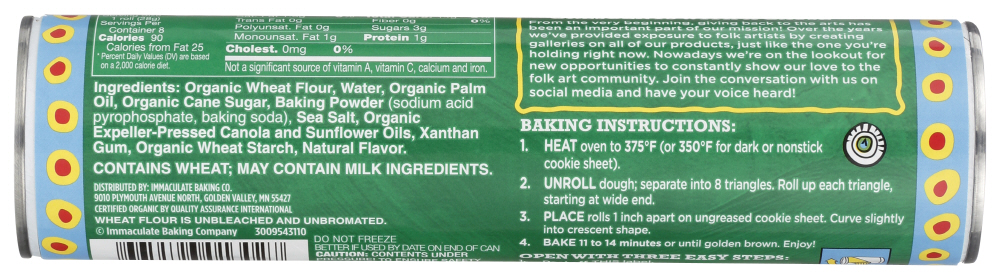 1 roll (28g)
Servings Per
Container 8
Calories 90
Calories from Fat 25
* Percent Daily Values (DV) are based
on a 2,000 calorie diet.
Trans Fat 0g
Polyunsat. Fat 0g
Monounsat. Fat 1g
Cholest. 0mg 0%
Fiber 0g 0%
Sugars 3g
Protein 1g
Not a significant source of vitamin A, vitamin C, calcium and iron.
Ingredients: Organic Wheat Flour, Water, Organic Palm
Oil, Organic Cane Sugar, Baking Powder (sodium acid
pyrophosphate, baking soda), Sea Salt, Organic
Expeller-Pressed Canola and Sunflower Oils, Xanthan
Gum, Organic Wheat Starch, Natural Flavor.
CONTAINS WHEAT; MAY CONTAIN MILK INGREDIENTS.
DISTRIBUTED BY: IMMACULATE BAKING CO.
9010 PLYMOUTH AVENUE NORTH, GOLDEN VALLEY, MN 55427
CERTIFIED ORGANIC BY QUALITY ASSURANCE INTERNATIONAL
WHEAT FLOUR IS UNBLEACHED AND UNBROMATED.
© Immaculate Baking Company 3009543110
DO NOT FREEZE
BETTER IF USED BY DATE ON END OF CAN
CAUTION: CONTENTS UNDER
PRESSURE! TO ENSURE SAFETY
From the very beginning, giving back to the arts has
been an important part of our mission! Over the years
we've provided exposure to folk artists by creating
galleries on all of our products, just like the one you're
holding right now. Nowadays we're on the lookout for
new opportunities to constantly show our love to the
folk art community. Join the conversation with us on
social media and have your voice heard!
BAKING INSTRUCTIONS:
1. HEAT oven to 375°F (or 350°F for dark or nonstick
cookie sheet).
2. UNROLL dough; separate into 8 triangles. Roll up each triangle,
starting at wide end.
3. PLACE rolls 1 inch apart on ungreased cookie sheet. Curve slightly
into crescent shape.
4. BAKE 11 to 14 minutes or until golden brown. Enjoy!
OPEN WITH THREE EASY STEPS: